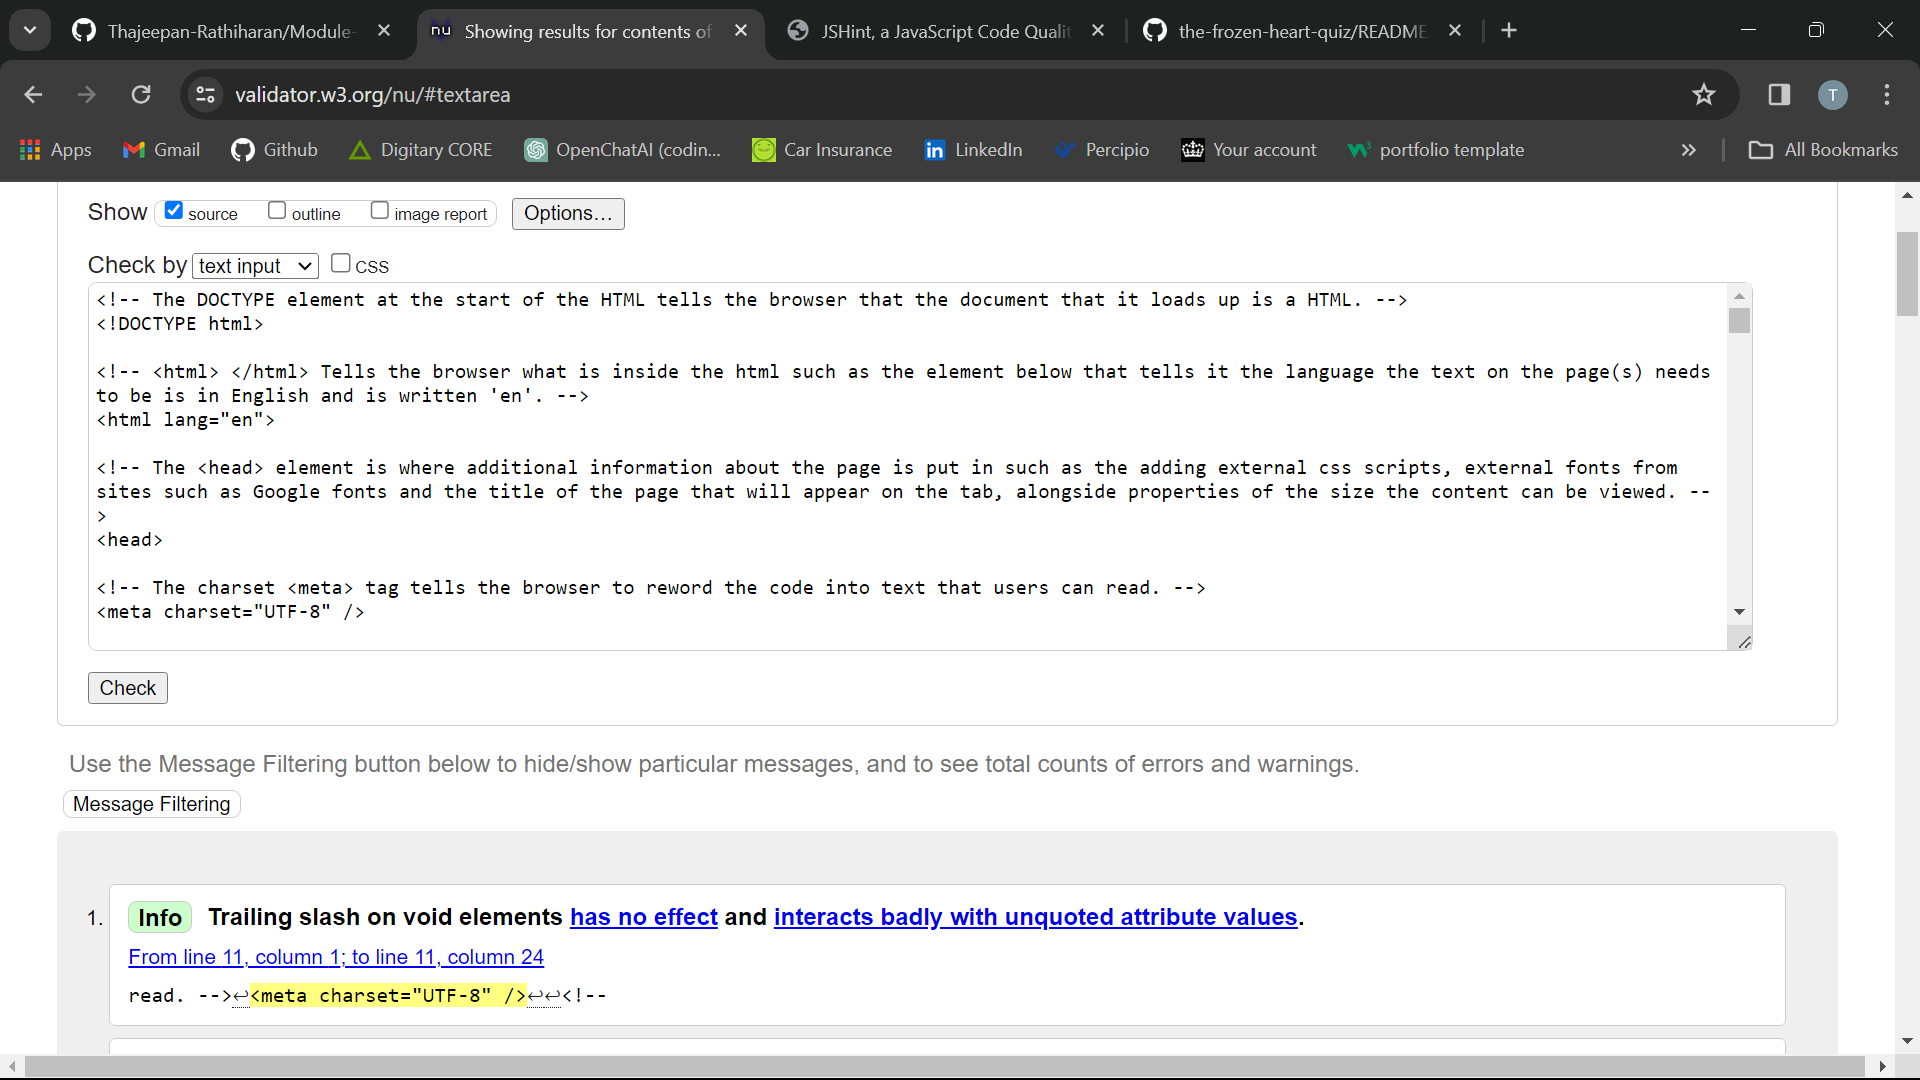 Thajeepan-Rathiharan/Module-
nu Showing results for contents of
JSHint, a JavaScript Code Quali
the-frozen-heart-quiz/README
validator.w3.org/nu/#textarea
T
Apps Gmail Github Digitary CORE OpenChatAI (codin... Car Insurance LinkedIn Percipio Your account portfolio template » All Bookmarks
Show source outline image report Options...
Check by text input CSS
<!-- The DOCTYPE element at the start of the HTML tells the browser that the document that it loads up is a HTML. -->
<!DOCTYPE html>
<!-- <html> </html> Tells the browser what is inside the html such as the element below that tells it the language the text on the page(s) needs
to be is in English and is written 'en'. -->
<html lang="en">
<!-- The <head> element is where additional information about the page is put in such as the adding external css scripts, external fonts from
sites such as Google fonts and the title of the page that will appear on the tab, alongside properties of the size the content can be viewed. --
>
<head>
<!-- The charset <meta> tag tells the browser to reword the code into text that users can read. -->
<meta charset="UTF-8" />
Check
Use the Message Filtering button below to hide/show particular messages, and to see total counts of errors and warnings.
Message Filtering
1. Info Trailing slash on void elements has no effect and interacts badly with unquoted attribute values.
From line 11, column 1; to line 11, column 24
read. -->↩<meta charset="UTF-8" />↩↩<!--